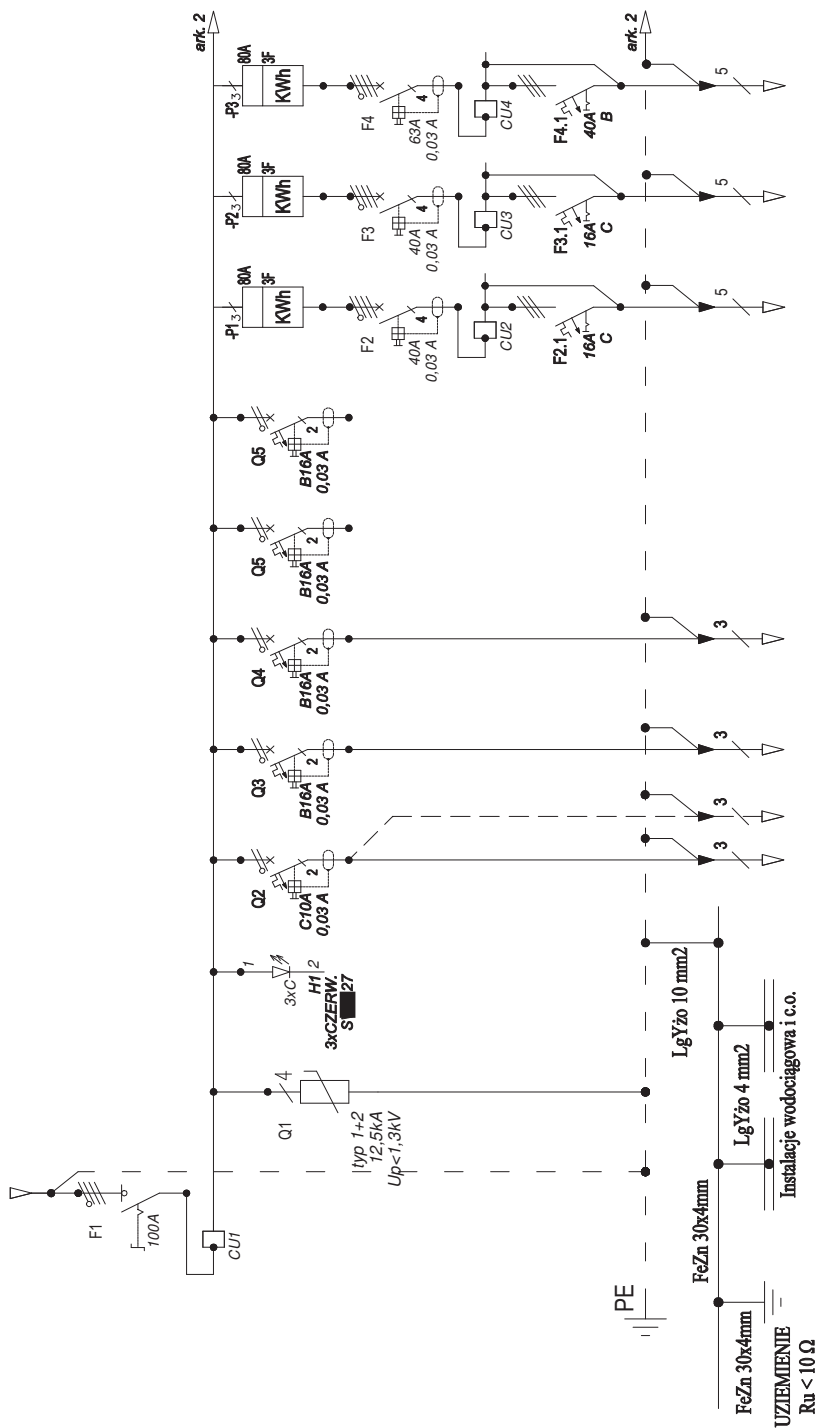 F1
100A
CU1
Q1
4
typ 1+2
12,5kA
Up<1,3kV
1
3xC
H1
2
3xCZERW.
27
Q2
2
C10A
0,03 A
3
3
Q3
2
B16A
0,03 A
3
Q4
2
B16A
0,03 A
3
Q5
2
B16A
0,03 A
Q5
2
B16A
0,03 A
-P1
3
80A
3F
KWh
F2
4
40A
0,03 A
CU2
F2.1
16A
C
5
-P2
3
80A
3F
KWh
F3
4
40A
0,03 A
CU3
F3.1
16A
C
5
-P3
3
80A
3F
KWh
F4
4
63A
0,03 A
CU4
F4.1
40A
B
5
ark. 2
ark. 2
PE
LgYżo 10 mm2
FeZn 30x4mm
LgYżo 4 mm2
FeZn 30x4mm
Instalacje wodociągowa i c.o.
UZIEMIENIE
Ru < 10 Ω